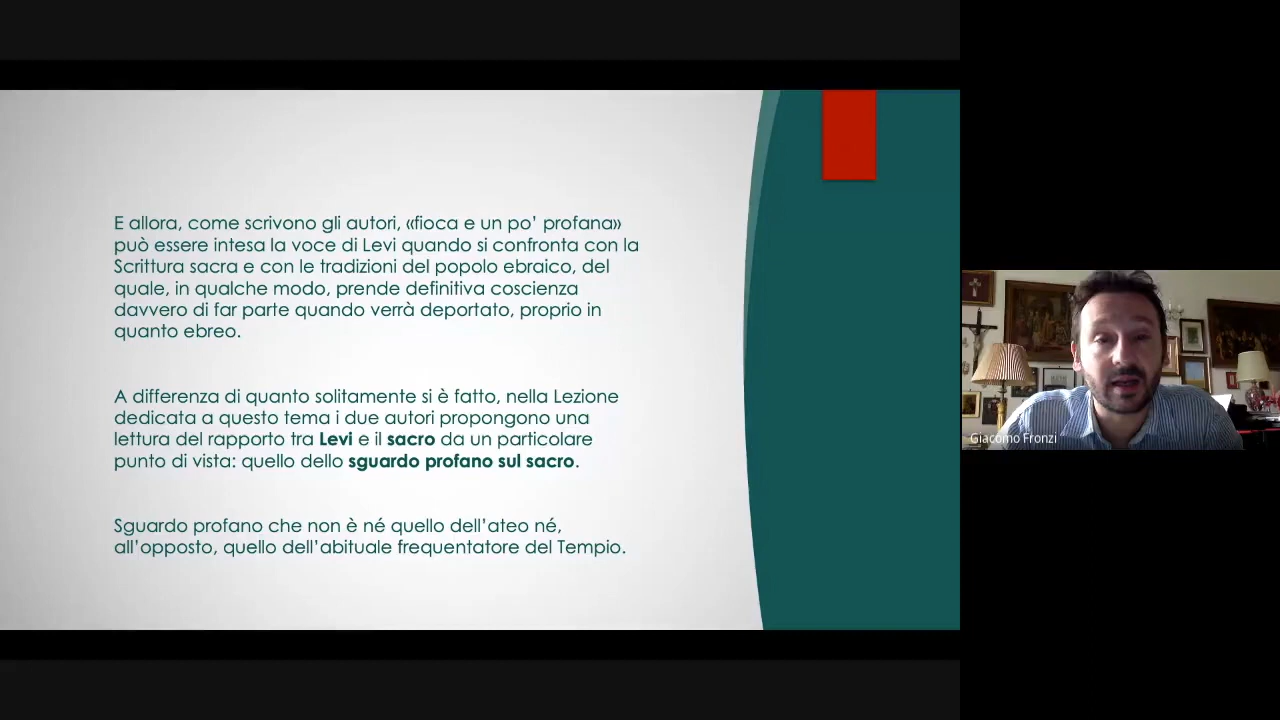 E allora, come scrivono gli autori, «fioca e un po’ profana»
può essere intesa la voce di Levi quando si confronta con la
Scrittura sacra e con le tradizioni del popolo ebraico, del
quale, in qualche modo, prende definitiva coscienza
davvero di far parte quando verrà deportato, proprio in
quanto ebreo.
A differenza di quanto solitamente si è fatto, nella Lezione
dedicata a questo tema i due autori propongono una
lettura del rapporto tra Levi e il sacro da un particolare
punto di vista: quello dello sguardo profano sul sacro.
Sguardo profano che non è né quello dell’ateo né,
all’opposto, quello dell’abituale frequentatore del Tempio.
Giacomo Fronzi